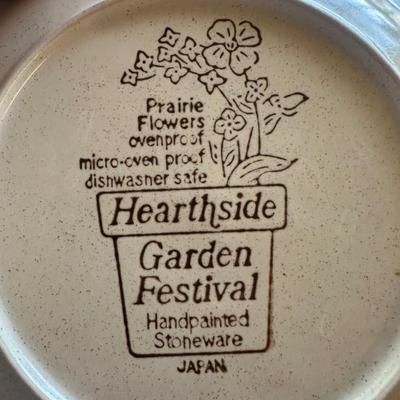 Prairie
Flowers
ovenproof
micro-oven proof
dishwasher safe
Hearthside
Garden
Festival
Handpainted
Stoneware
JAPAN